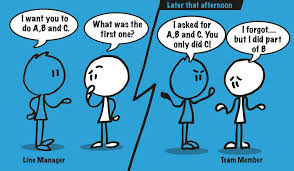 I want you to
do A,B and C.
What was the
first one?
Line Manager
Later that afternoon
I asked for
A,B and C. You
only did C!
I forgot....
but I did part
of B
Team Member